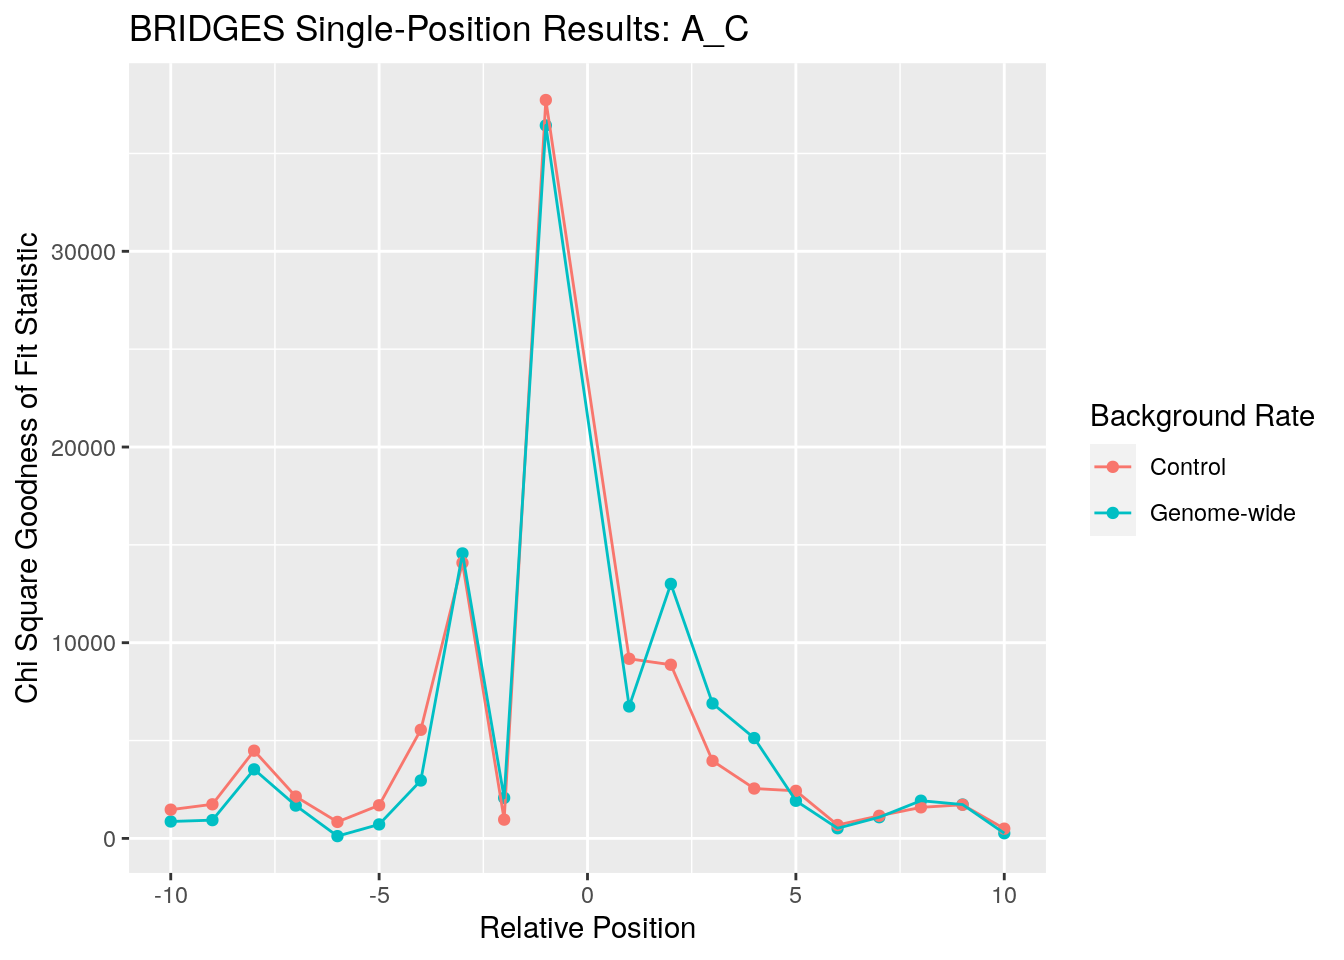 BRIDGES Single-Position Results: A_C
Chi Square Goodness of Fit Statistic
30000
20000
10000
0
-10
-5
0
5
10
Relative Position
Background Rate
Control
Genome-wide